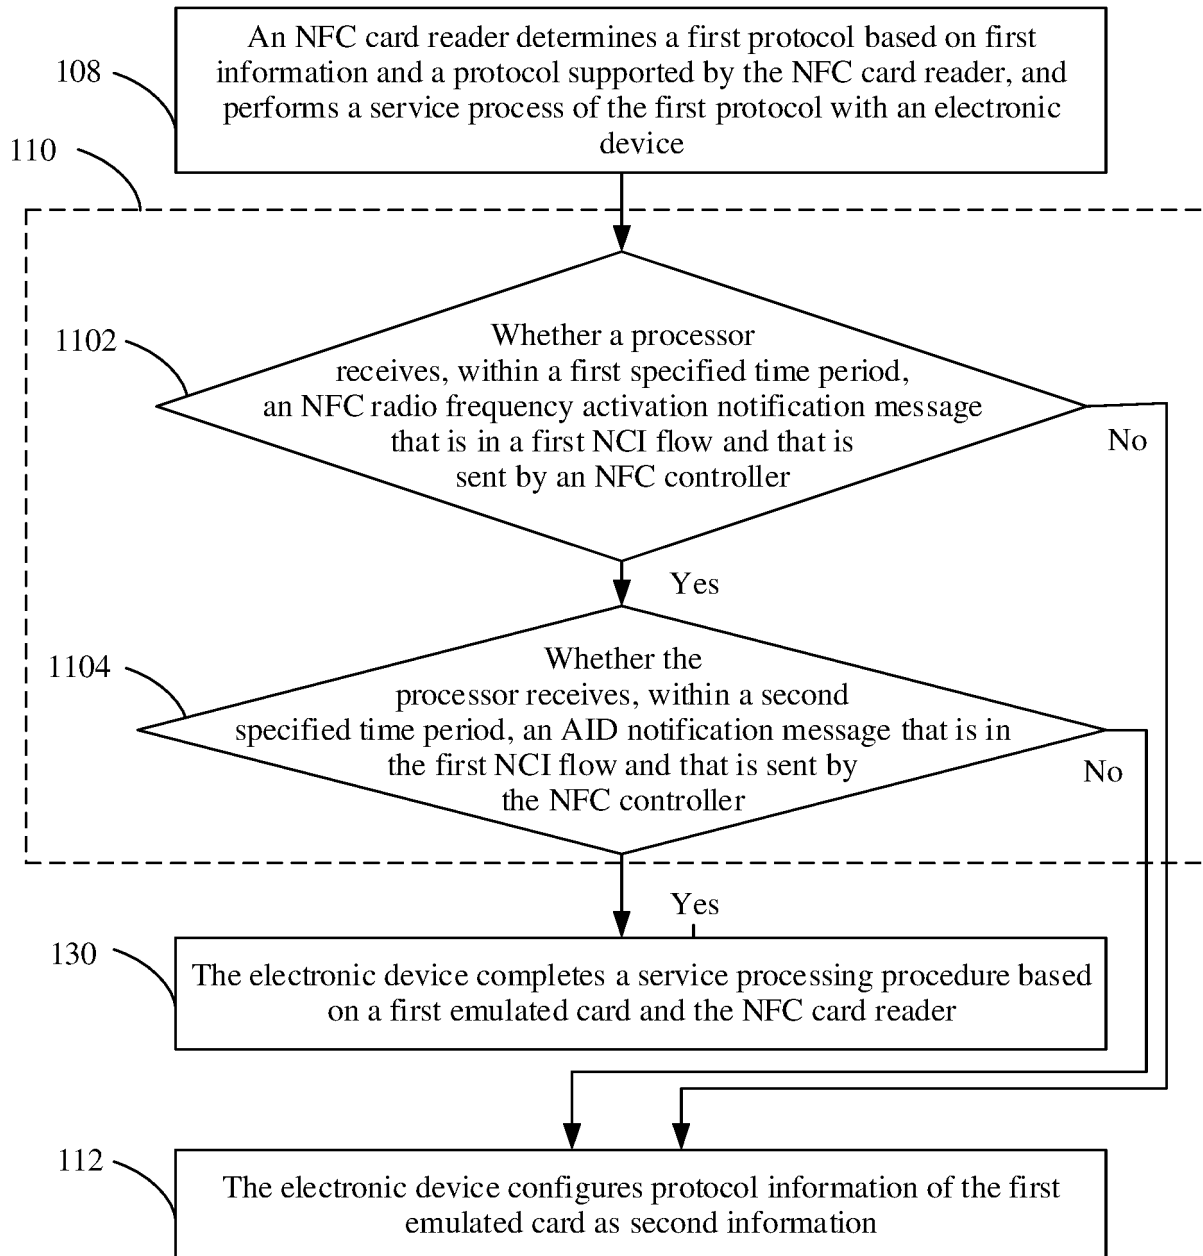 An NFC card reader determines a first protocol based on first
information and a protocol supported by the NFC card reader, and
performs a service process of the first protocol with an electronic
device
108
110
Whether a processor
receives, within a first specified time period,
an NFC radio frequency activation notification message
that is in a first NCI flow and that is
sent by an NFC controller
1102
No
Yes
Whether the
processor receives, within a second
specified time period, an AID notification message that is in
the first NCI flow and that is sent by
the NFC controller
1104
No
Yes
130
The electronic device completes a service processing procedure based
on a first emulated card and the NFC card reader
112
The electronic device configures protocol information of the first
emulated card as second information